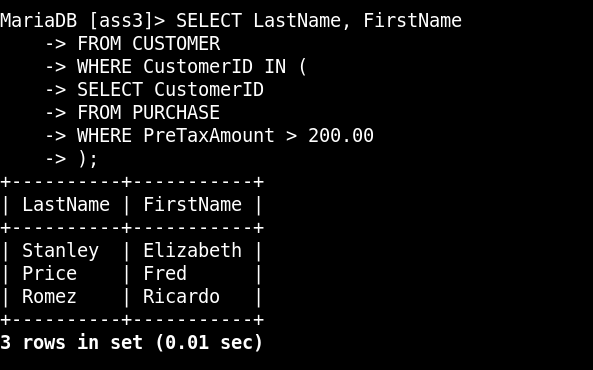 MariaDB [ass3]> SELECT LastName, FirstName
    -> FROM CUSTOMER
    -> WHERE CustomerID IN (
    -> SELECT CustomerID
    -> FROM PURCHASE
    -> WHERE PreTaxAmount > 200.00
    -> );
+----------+-----------+
| LastName | FirstName |
+----------+-----------+
| Stanley  | Elizabeth |
| Price    | Fred      |
| Romez    | Ricardo   |
+----------+-----------+
3 rows in set (0.01 sec)